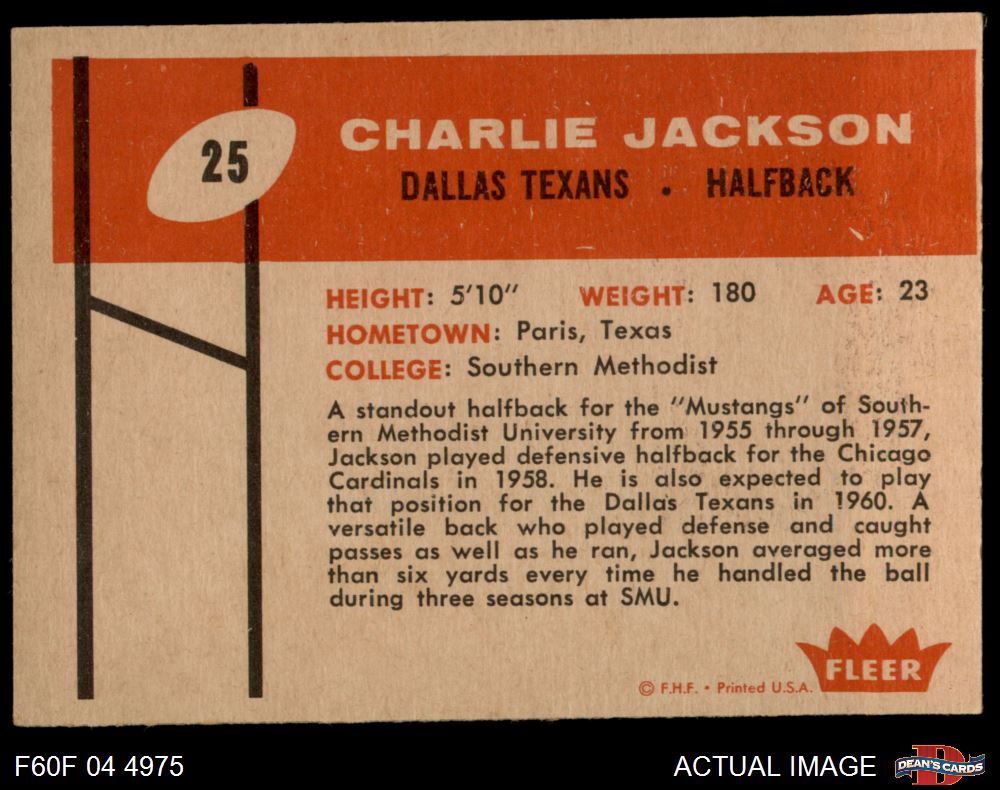 25
CHARLIE JACKSON
DALLAS TEXANS • HALFBACK
HEIGHT: 5'10" WEIGHT: 180 AGE: 23
HOMETOWN: Paris, Texas
COLLEGE: Southern Methodist
A standout halfback for the "Mustangs" of South-
ern Methodist University from 1955 through 1957,
Jackson played defensive halfback for the Chicago
Cardinals in 1958. He is also expected to play
that position for the Dallas Texans in 1960. A
versatile back who played defense and caught
passes as well as he ran, Jackson averaged more
than six yards every time he handled the ball
during three seasons at SMU.
FLEER
© F.H.F. • Printed U.S.A.
F60F 04 4975
ACTUAL IMAGE
D
DEAN'S CARDS